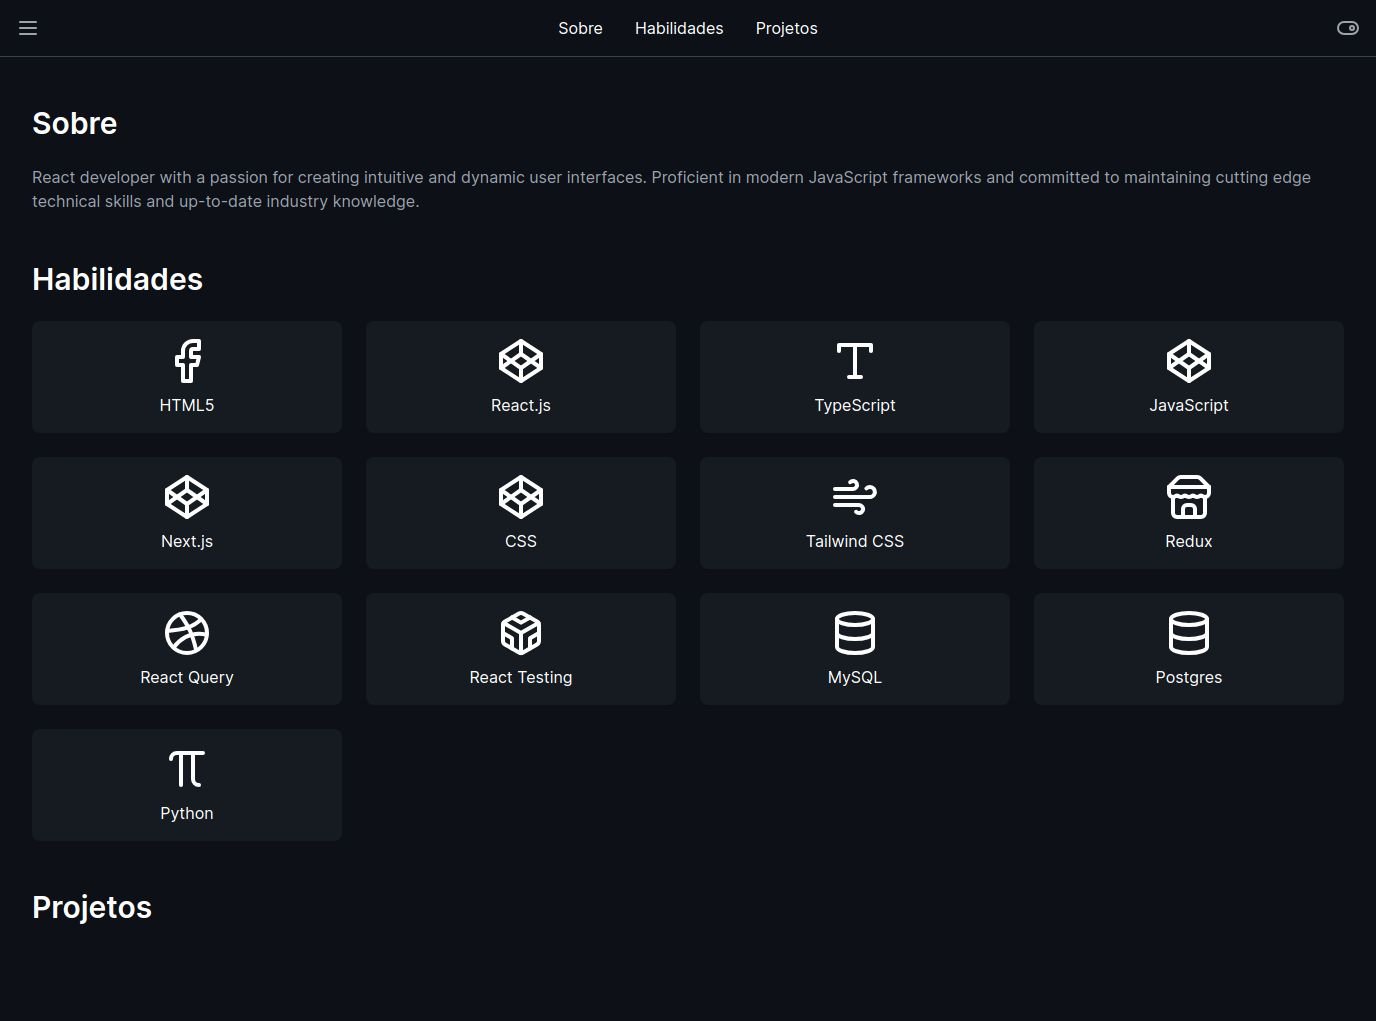 Sobre Habilidades Projetos
Sobre
React developer with a passion for creating intuitive and dynamic user interfaces. Proficient in modern JavaScript frameworks and committed to maintaining cutting edge
technical skills and up-to-date industry knowledge.
Habilidades
HTML5 React.js TypeScript JavaScript
Next.js CSS Tailwind CSS Redux
React Query React Testing MySQL Postgres
Python
Projetos